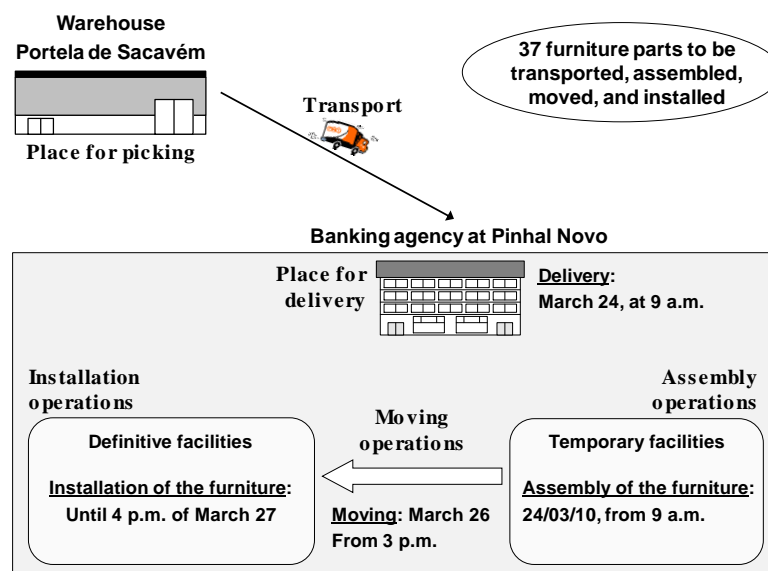 Warehouse
Portela de Sacavém
37 furniture parts to be
transported, assembled,
moved, and installed
Transport
Place for picking
Banking agency at Pinhal Novo
Place for
delivery
Delivery:
March 24, at 9 a.m.
Installation
operations
Assembly
operations
Moving
operations
Definitive facilities
Installation of the furniture:
Until 4 p.m. of March 27
Moving: March 26
From 3 p.m.
Temporary facilities
Assembly of the furniture:
24/03/10, from 9 a.m.